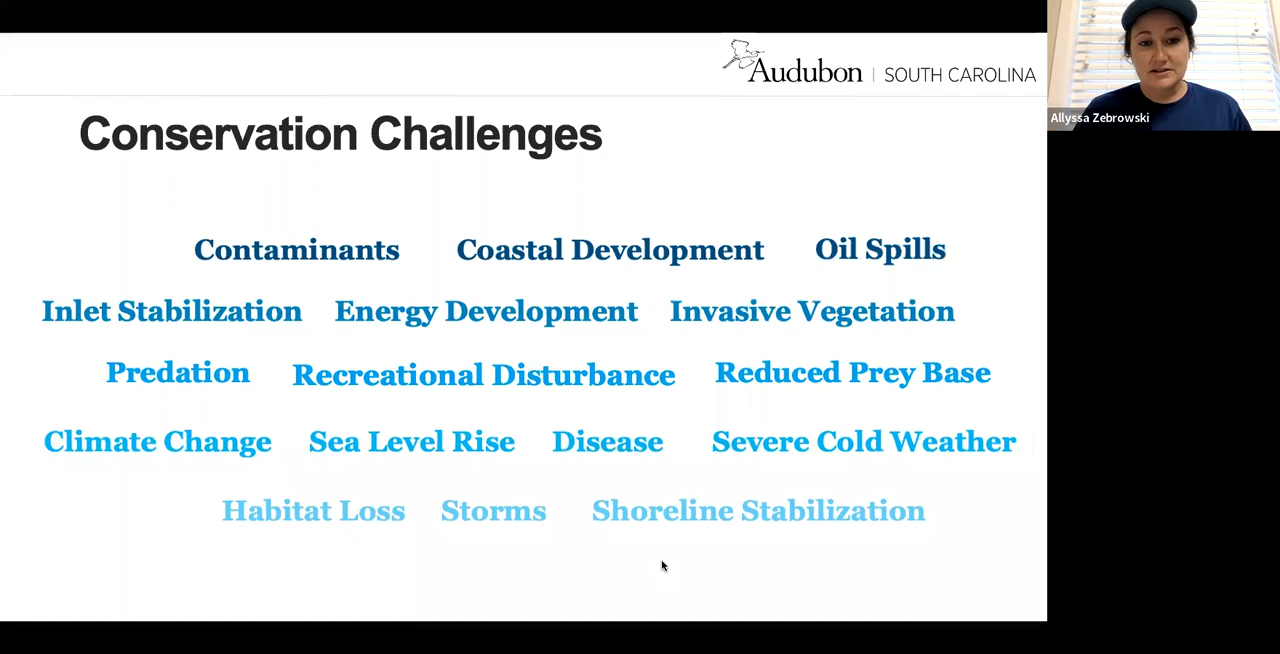 Audubon | SOUTH CAROLINA
Allyssa Zebrowski
Conservation Challenges
Contaminants Coastal Development Oil Spills
Inlet Stabilization Energy Development Invasive Vegetation
Predation Recreational Disturbance Reduced Prey Base
Climate Change Sea Level Rise Disease Severe Cold Weather
Habitat Loss Storms Shoreline Stabilization